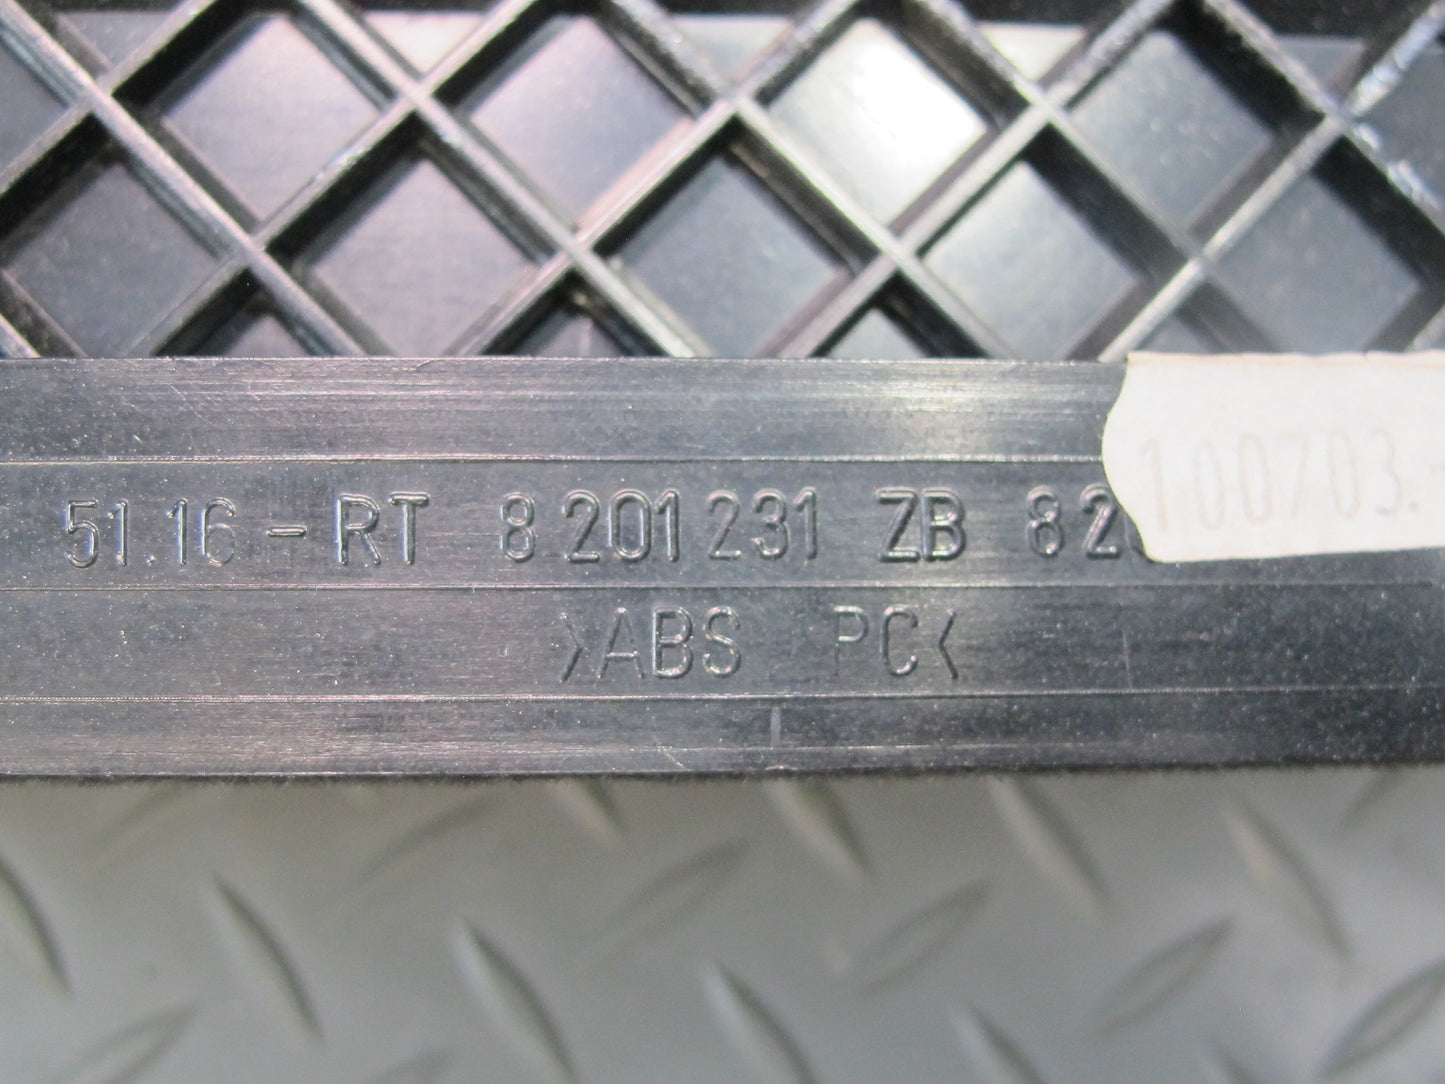 51.16-RT 8 201 231 ZB 82
100703.-
>ABS PC<